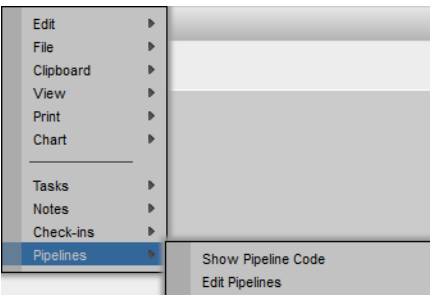 Edit
File
Clipboard
View
Print
Chart
Tasks
Notes
Check-ins
Pipelines
Show Pipeline Code
Edit Pipelines